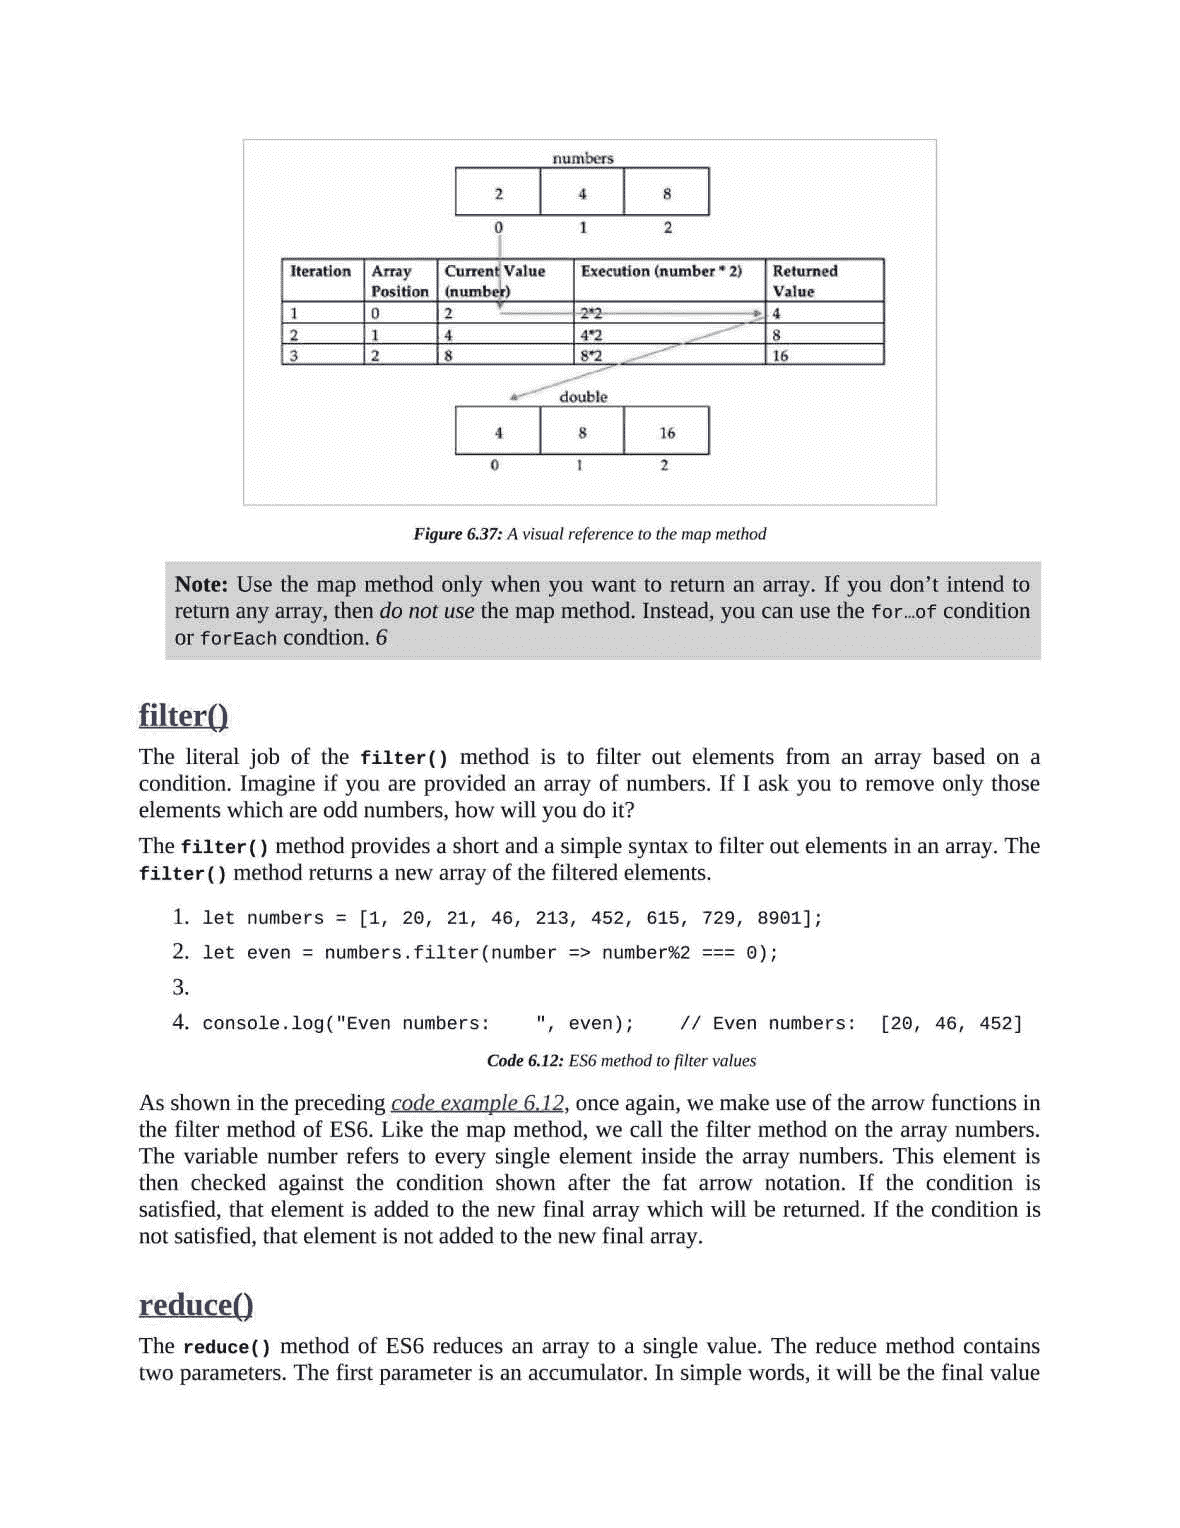 numbers
2 4 8
0 1 2
Iteration Array Position Current Value (number) Execution (number * 2) Returned Value
1 0 2 2*2 4
2 1 4 4*2 8
3 2 8 8*2 16
double
4 8 16
0 1 2
Figure 6.37: A visual reference to the map method
Note: Use the map method only when you want to return an array. If you don’t intend to
return any array, then do not use the map method. Instead, you can use the for…of condition
or forEach condtion. 6
filter()
The literal job of the filter() method is to filter out elements from an array based on a
condition. Imagine if you are provided an array of numbers. If I ask you to remove only those
elements which are odd numbers, how will you do it?
The filter() method provides a short and a simple syntax to filter out elements in an array. The
filter() method returns a new array of the filtered elements.
1. let numbers = [1, 20, 21, 46, 213, 452, 615, 729, 8901];
2. let even = numbers.filter(number => number%2 === 0);
3.
4. console.log("Even numbers:    ", even);    // Even numbers:  [20, 46, 452]
Code 6.12: ES6 method to filter values
As shown in the preceding code example 6.12, once again, we make use of the arrow functions in
the filter method of ES6. Like the map method, we call the filter method on the array numbers.
The variable number refers to every single element inside the array numbers. This element is
then checked against the condition shown after the fat arrow notation. If the condition is
satisfied, that element is added to the new final array which will be returned. If the condition is
not satisfied, that element is not added to the new final array.
reduce()
The reduce() method of ES6 reduces an array to a single value. The reduce method contains
two parameters. The first parameter is an accumulator. In simple words, it will be the final value